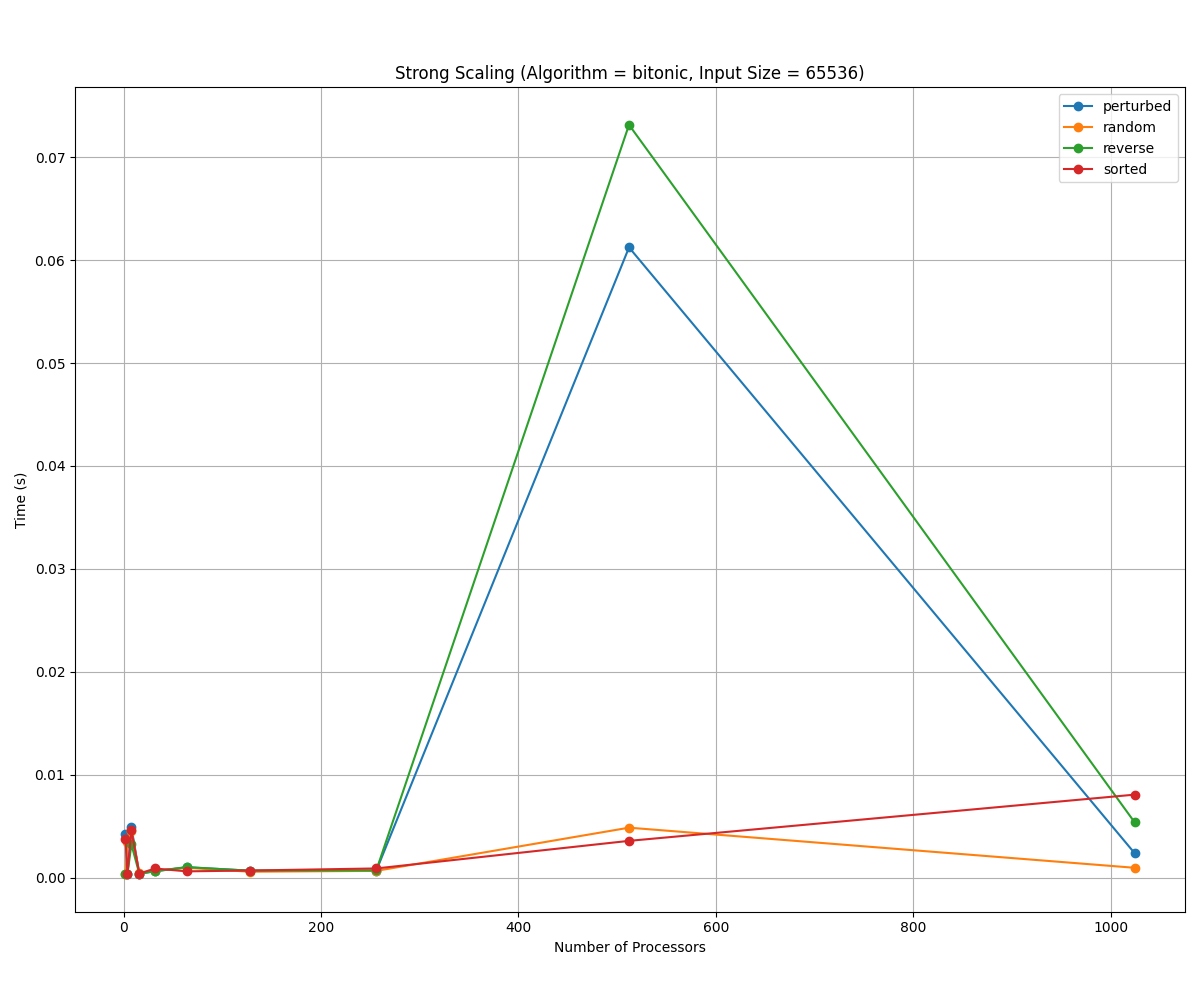 Strong Scaling (Algorithm = bitonic, Input Size = 65536)
perturbed
random
reverse
sorted
0.07
0.06
0.05
0.04
0.03
0.02
0.01
0.00
Time (s)
0 200 400 600 800 1000
Number of Processors